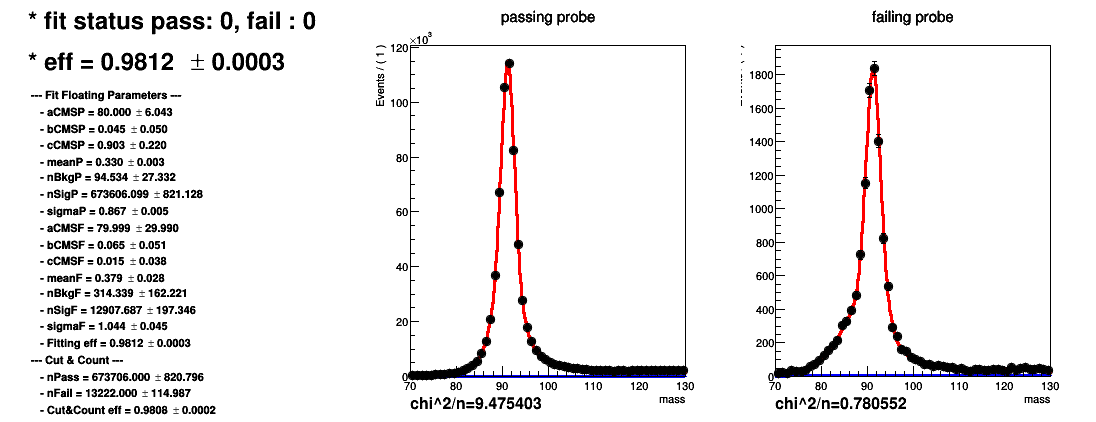 * fit status pass: 0, fail : 0
* eff = 0.9812 ± 0.0003
--- Fit Floating Parameters ---
- aCMSP = 80.000 ± 6.043
- bCMSP = 0.045 ± 0.050
- cCMSP = 0.903 ± 0.220
- meanP = 0.330 ± 0.003
- nBkgP = 94.534 ± 27.332
- nSigP = 673606.099 ± 821.128
- sigmaP = 0.867 ± 0.005
- aCMSF = 79.999 ± 29.990
- bCMSF = 0.065 ± 0.051
- cCMSF = 0.015 ± 0.038
- meanF = 0.379 ± 0.028
- nBkgF = 314.339 ± 162.221
- nSigF = 12907.687 ± 197.346
- sigmaF = 1.044 ± 0.045
- Fitting eff = 0.9812 ± 0.0003
--- Cut & Count ---
- nPass = 673706.000 ± 820.796
- nFail = 13222.000 ± 114.987
- Cut&Count eff = 0.9808 ± 0.0002
passing probe
×10³
Events / ( 1 )
120
100
80
60
40
20
0
70 80 90 100 110 120 130
mass
chi^2/n=9.475403
failing probe
1800
1600
1400
1200
1000
800
600
400
200
0
70 80 90 100 110 120 130
mass
chi^2/n=0.780552